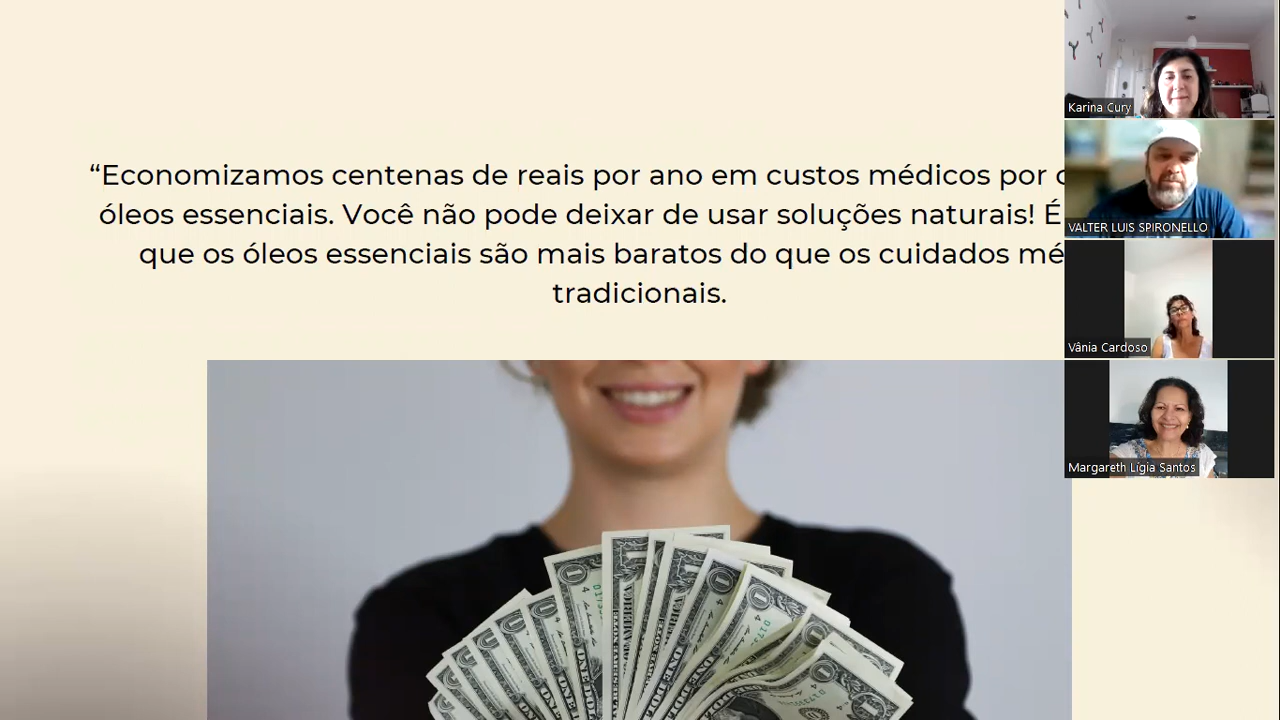 “Economizamos centenas de reais por ano em custos médicos por
óleos essenciais. Você não pode deixar de usar soluções naturais! É
que os óleos essenciais são mais baratos do que os cuidados
tradicionais.
Karina Cury
VALTER LUIS SPIRONELLO
Vânia Cardoso
Margareth Lígia Santos